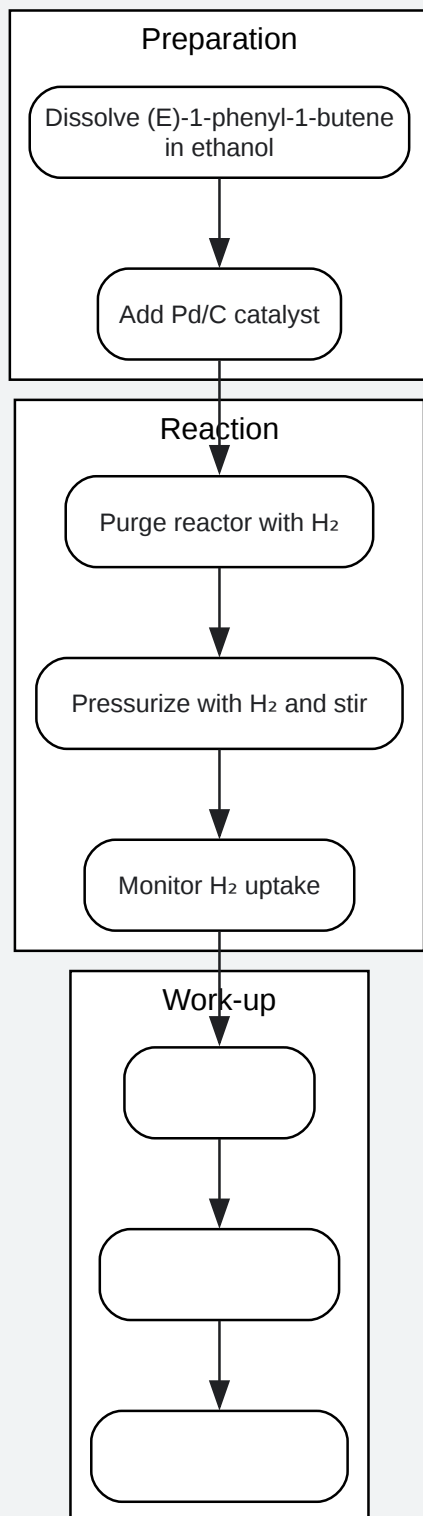 Preparation
Dissolve (E)-1-phenyl-1-butene
in ethanol
Add Pd/C catalyst
Reaction
Purge reactor with H₂
Pressurize with H₂ and stir
Monitor H₂ uptake
Work-up